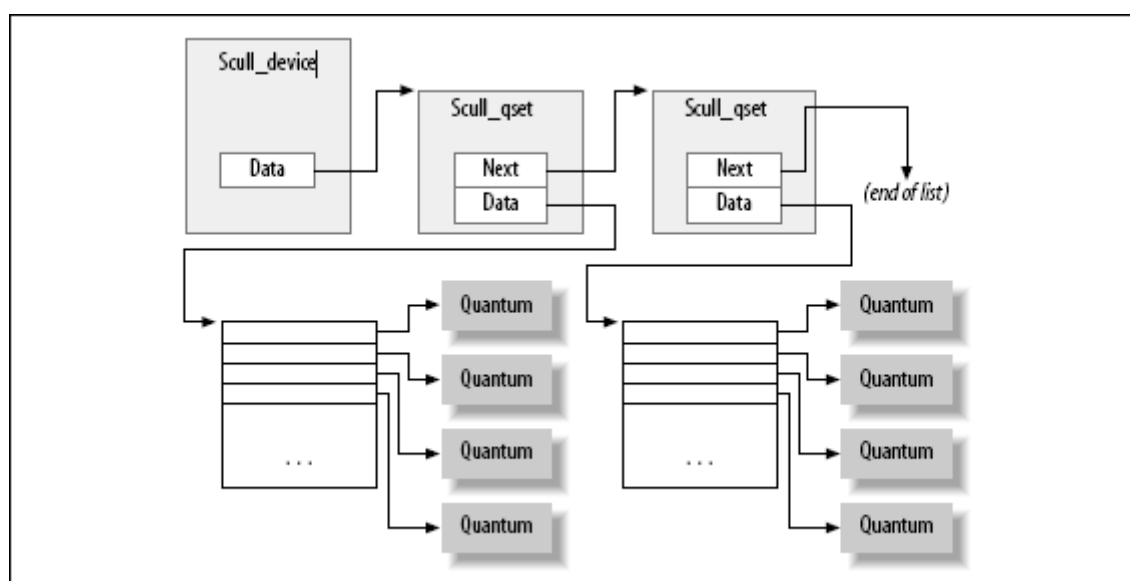 Scull_device
Scull_qset
Scull_qset
Data
Next
Data
Next
Data
(end of list)
Quantum
Quantum
Quantum
Quantum
. . .
Quantum
Quantum
Quantum
Quantum
. . .